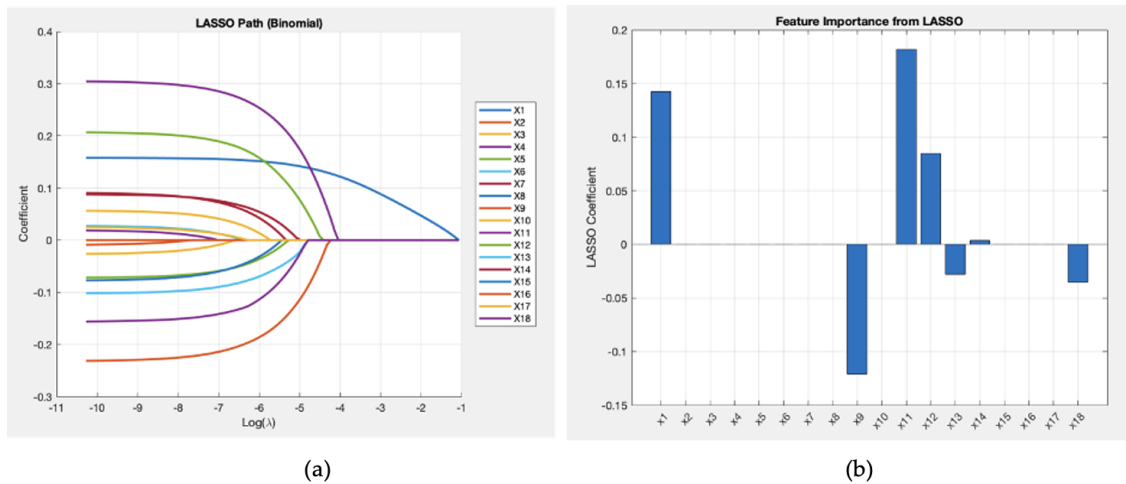 LASSO Path (Binomial)
0.4
0.3
0.2
0.1
0
-0.1
-0.2
-0.3
Coefficient
-11 -10 -9 -8 -7 -6 -5 -4 -3 -2 -1
Log(λ)
X1
X2
X3
X4
X5
X6
X7
X8
X9
X10
X11
X12
X13
X14
X15
X16
X17
X18
(a)
Feature Importance from LASSO
0.2
0.15
0.1
0.05
0
-0.05
-0.1
-0.15
LASSO Coefficient
x1 x2 x3 x4 x5 x6 x7 x8 x9 x10 x11 x12 x13 x14 x15 x16 x17 x18
(b)